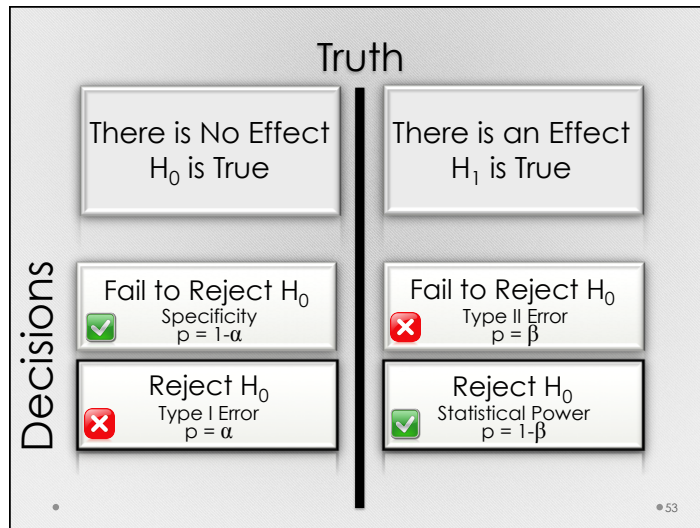 Truth
There is No Effect
H₀ is True
There is an Effect
H₁ is True
Decisions
Fail to Reject H₀
Specificity
p = 1-α
Fail to Reject H₀
Type II Error
p = β
Reject H₀
Type I Error
p = α
Reject H₀
Statistical Power
p = 1-β
53